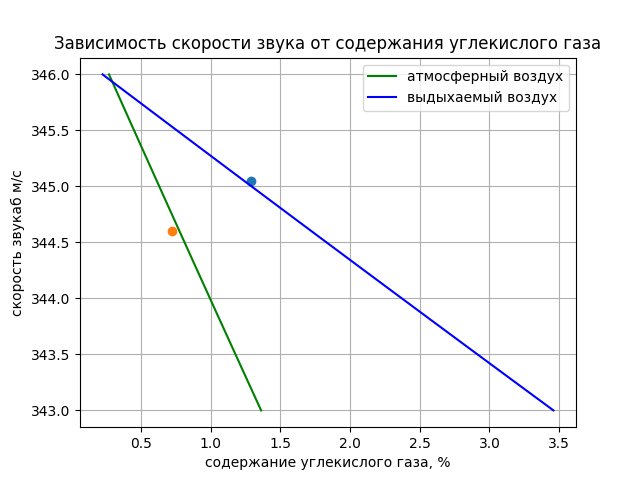 Зависимость скорости звука от содержания углекислого газа
346.0
345.5
345.0
344.5
344.0
343.5
343.0
скорость звукаб м/с
атмосферный воздух
выдыхаемый воздух
0.5 1.0 1.5 2.0 2.5 3.0 3.5
содержание углекислого газа, %